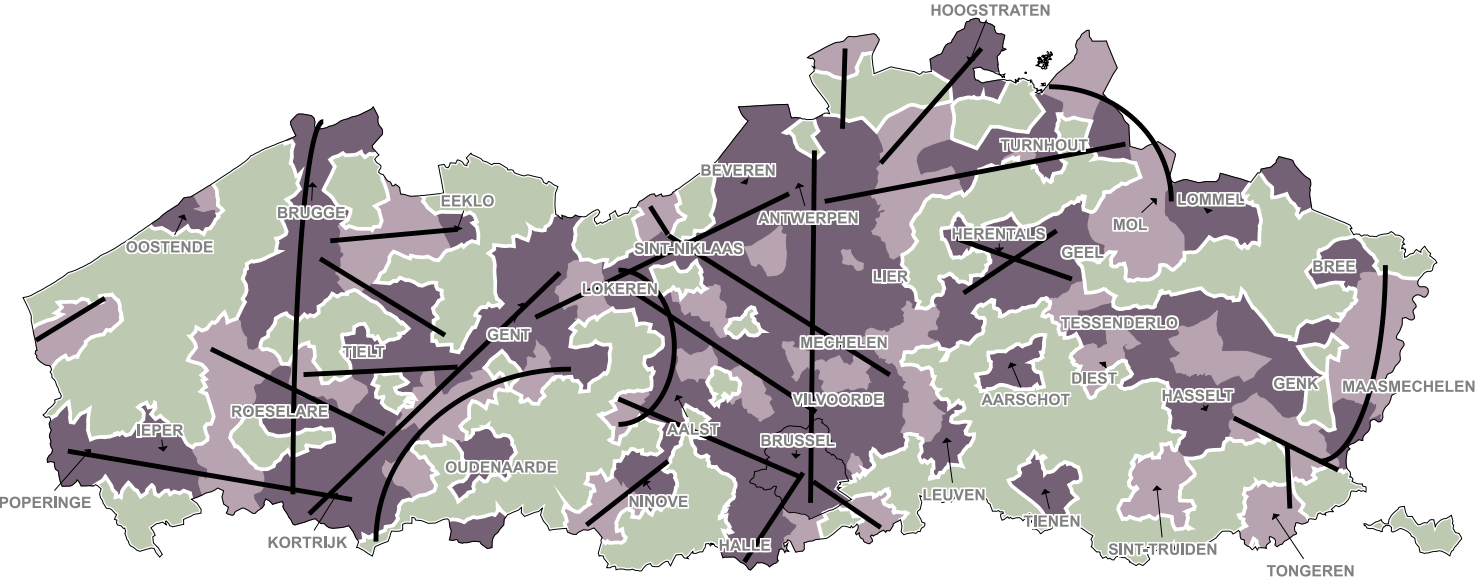 HOOGSTRATEN
TURNHOUT
BEVEREN
LOMMEL
EEKLO
BRUGGE
ANTWERPEN
MOL
HERENTALS
OOSTENDE
SINT-NIKLAAS
GEEL
BREE
LIER
LOKEREN
TESSENDERLO
GENT
MECHELEN
TIELT
DIEST
GENK
MAASMECHELEN
HASSELT
AARSCHOT
VILVOORDE
ROESELARE
IEPER
AALST
BRUSSEL
OUDENAARDE
LEUVEN
NINOVE
POPERINGE
TIENEN
KORTRIJK
HALLE
SINT-TRUIDEN
TONGEREN